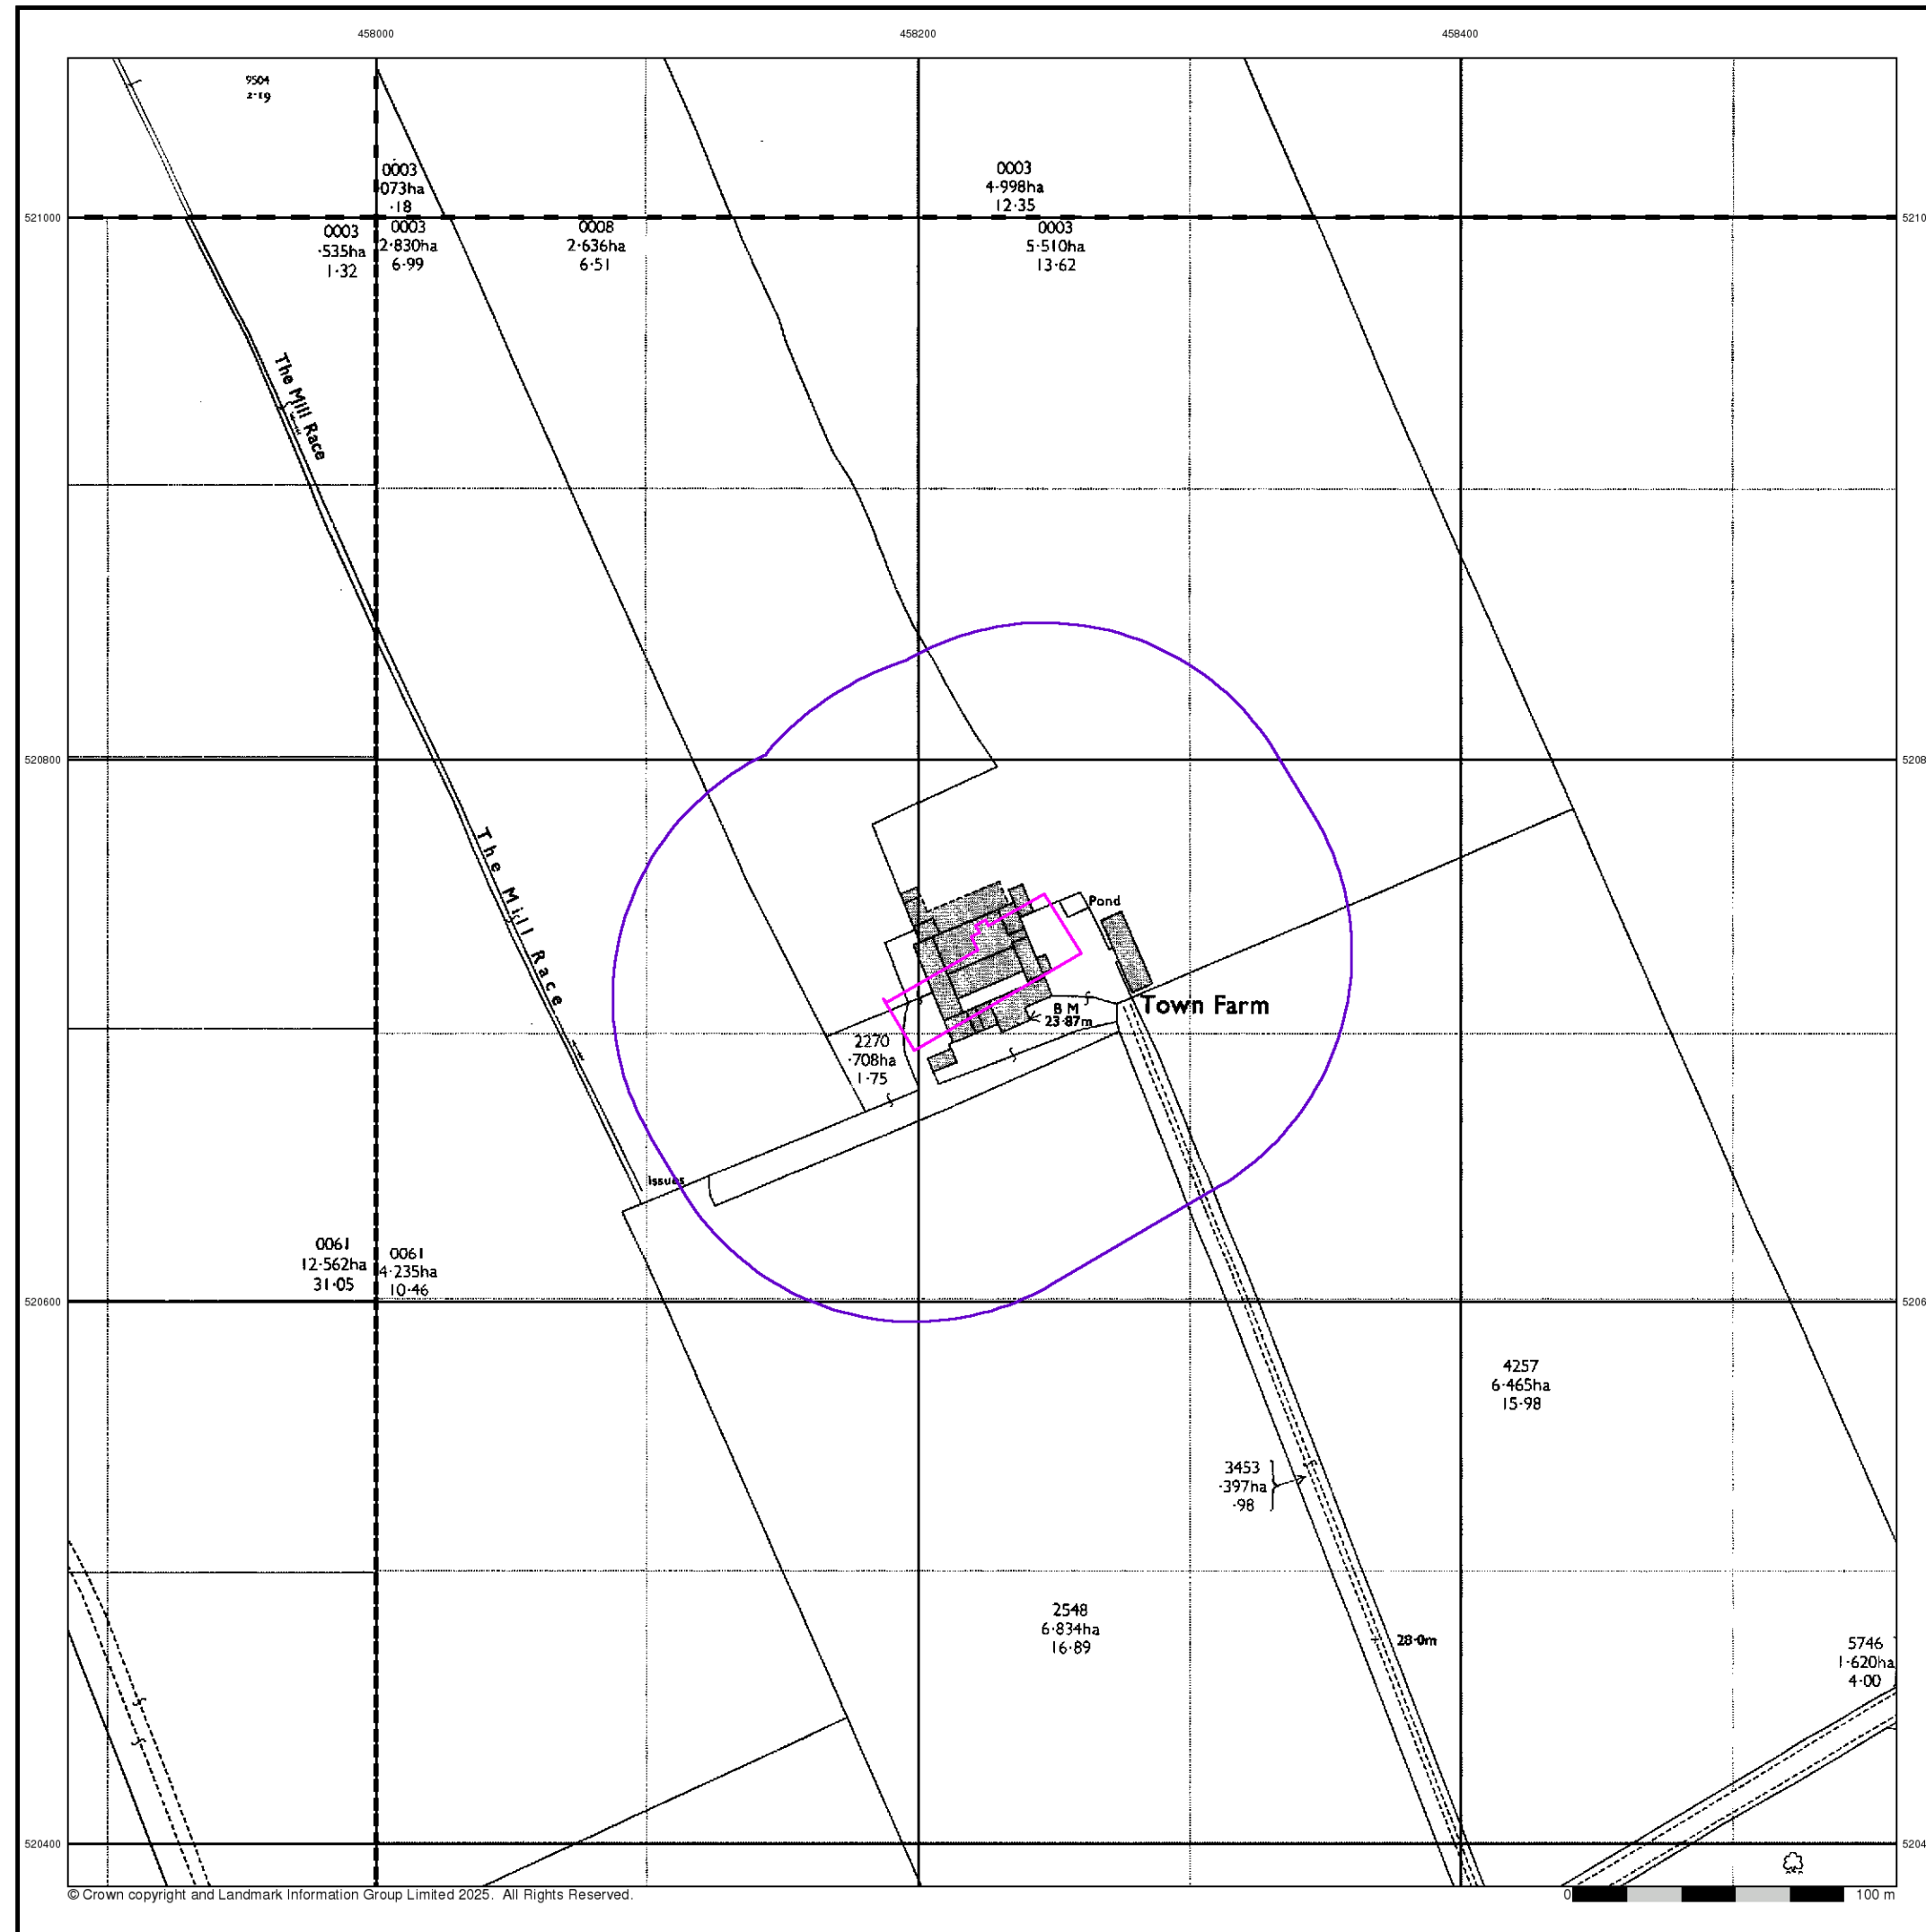 458000
458200
458400
9504
2·19
0003
·073ha
·18
0003
4·998ha
12·35
521000
5210
0003
·535ha
1·32
0003
2·830ha
6·99
0008
2·636ha
6·51
0003
5·510ha
13·62
The Mill Race
520800
5208
The Mill Race
Pond
Town Farm
B M
23·87m
2270
·708ha
1·75
Issues
0061
12·562ha
31·05
0061
4·235ha
10·46
520600
5206
4257
6·465ha
15·98
3453
·397ha
·98
2548
6·834ha
16·89
28·0m
5746
1·620ha
4·00
520400
5204
© Crown copyright and Landmark Information Group Limited 2025. All Rights Reserved.
0
100 m